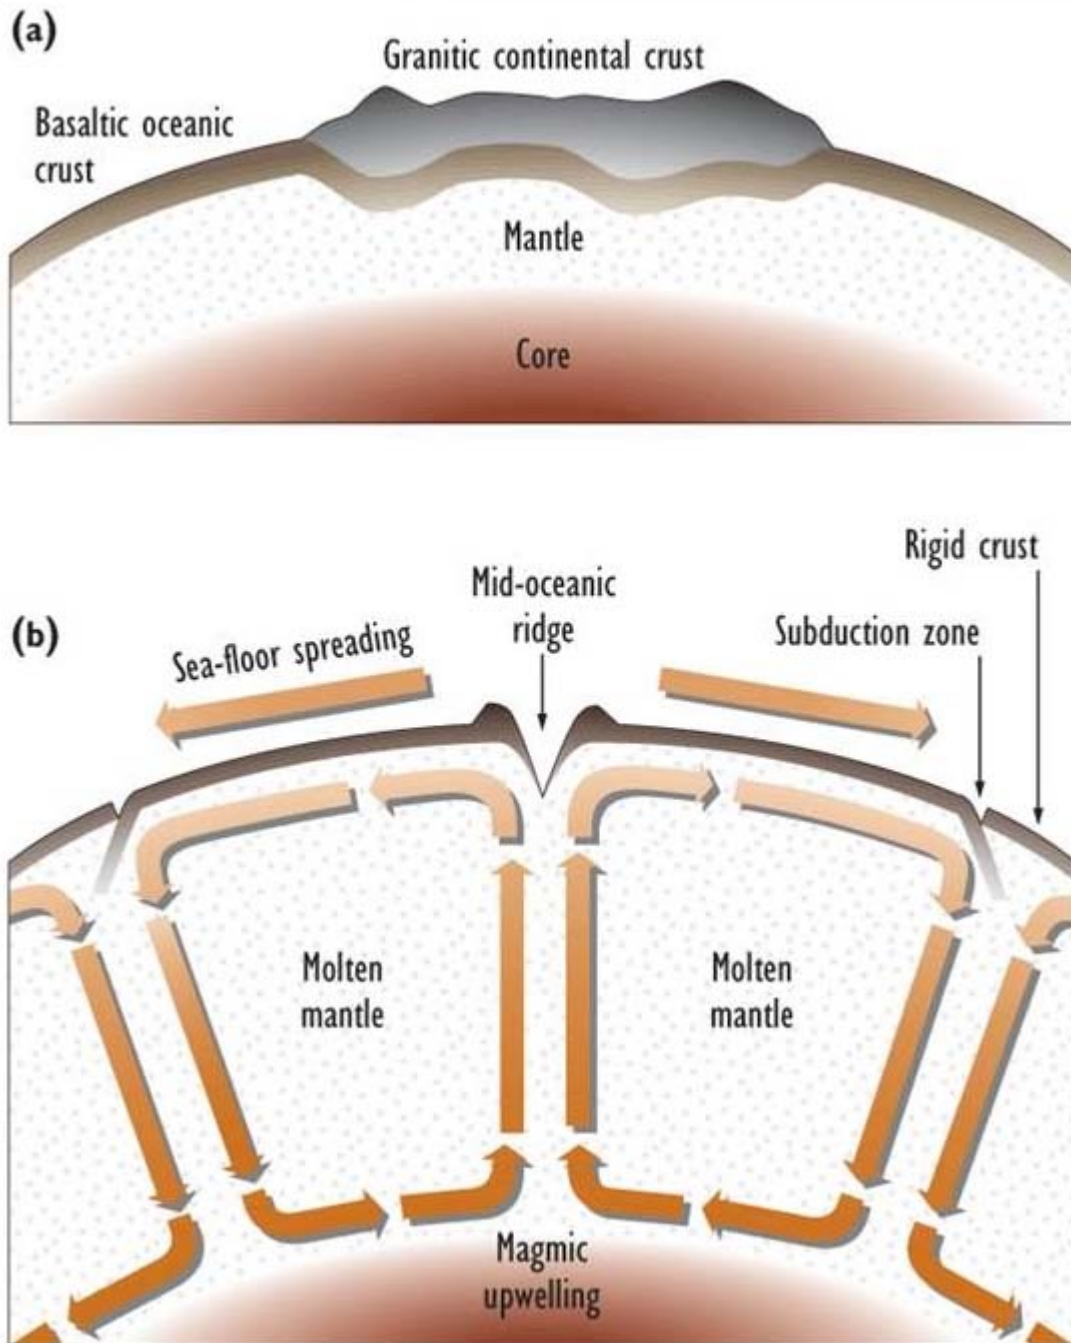 (a)
Granitic continental crust
Basaltic oceanic
crust
Mantle
Core
Rigid crust
Mid-oceanic
ridge
Subduction zone
(b)
Sea-floor spreading
Molten
mantle
Molten
mantle
Magmic
upwelling